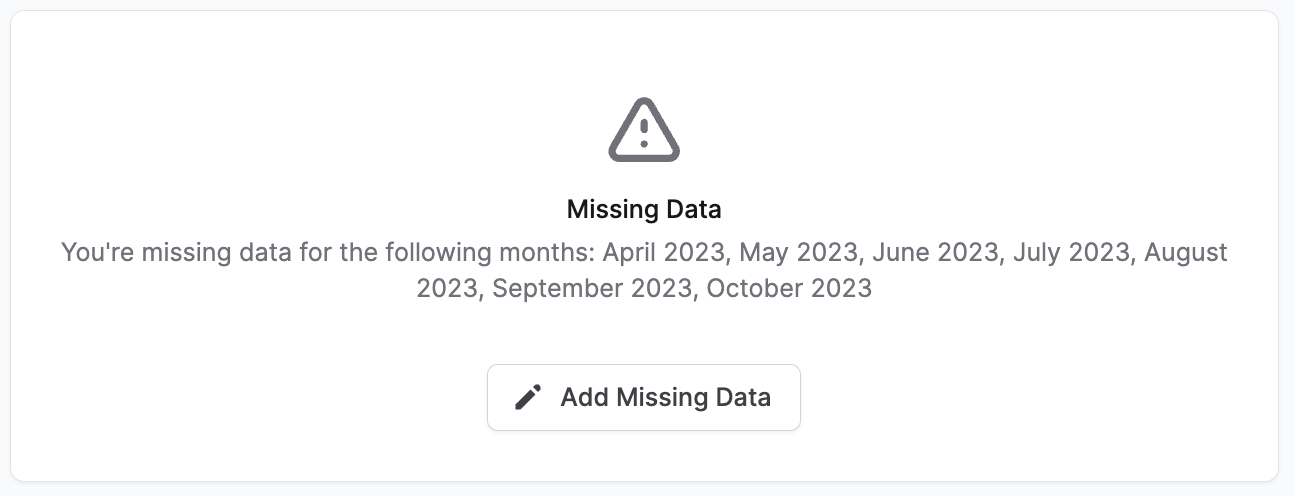 Missing Data
You're missing data for the following months: April 2023, May 2023, June 2023, July 2023, August
2023, September 2023, October 2023
Add Missing Data